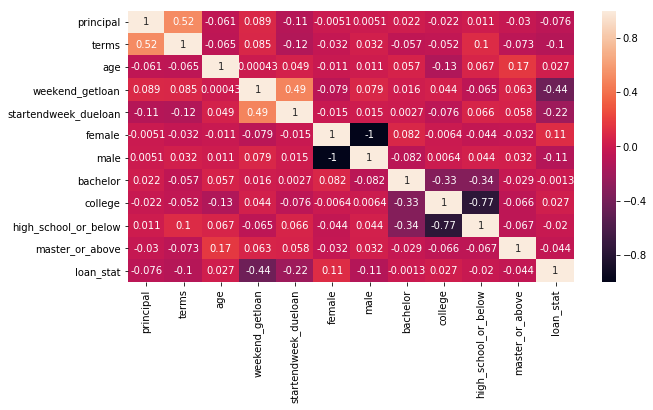 principal 1 0.52 -0.061 0.089 -0.11 -0.0051 0.0051 0.022 -0.022 0.011 -0.03 -0.076
terms 0.52 1 -0.065 0.085 -0.12 -0.032 0.032 -0.057 -0.052 0.1 -0.073 -0.1
age -0.061 -0.065 1 0.00043 0.049 -0.011 0.011 0.057 -0.13 0.067 0.17 0.027
weekend_getloan 0.089 0.085 0.00043 1 0.49 -0.079 0.079 0.016 0.044 -0.065 0.063 -0.44
startendweek_dueloan -0.11 -0.12 0.049 0.49 1 -0.015 0.015 0.0027 -0.076 0.066 0.058 -0.22
female -0.0051 -0.032 -0.011 -0.079 -0.015 1 -1 0.082 -0.0064 -0.044 -0.032 0.11
male 0.0051 0.032 0.011 0.079 0.015 -1 1 -0.082 0.0064 0.044 0.032 -0.11
bachelor 0.022 -0.057 0.057 0.016 0.0027 0.082 -0.082 1 -0.33 -0.34 -0.029 -0.0013
college -0.022 -0.052 -0.13 0.044 -0.076 -0.0064 0.0064 -0.33 1 -0.77 -0.066 0.027
high_school_or_below 0.011 0.1 0.067 -0.065 0.066 -0.044 0.044 -0.34 -0.77 1 -0.067 -0.02
master_or_above -0.03 -0.073 0.17 0.063 0.058 -0.032 0.032 -0.029 -0.066 -0.067 1 -0.044
loan_stat -0.076 -0.1 0.027 -0.44 -0.22 0.11 -0.11 -0.0013 0.027 -0.02 -0.044 1
principal
terms
age
weekend_getloan
startendweek_dueloan
female
male
bachelor
college
high_school_or_below
master_or_above
loan_stat
0.8
0.4
0.0
-0.4
-0.8